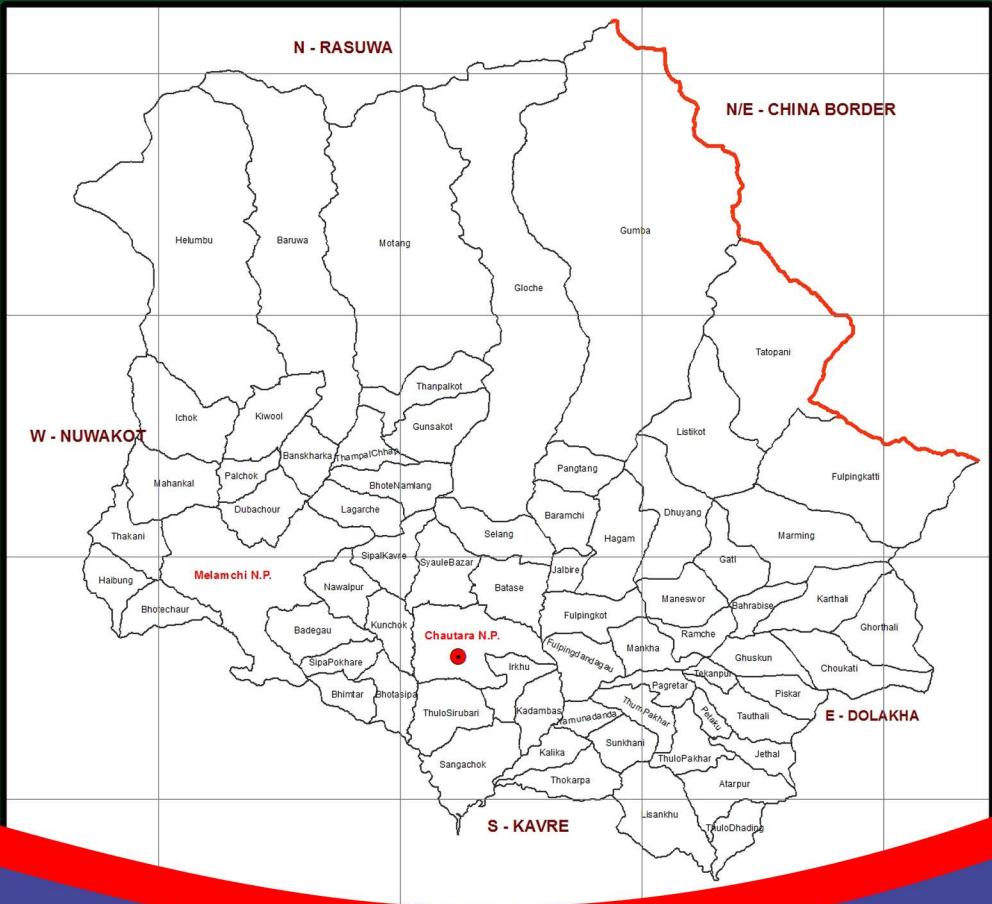 N - RASUWA
N/E - CHINA BORDER
Gumba
Helumbu
Baruwa
Motang
Gloche
Tatopani
Thanpalkot
Ichok
Kiwool
Gunsakot
Listikot
W - NUWAKOT
Banskharka
ThampalChhap
Pangtang
Palchok
Fulpingkatti
Mahankal
BhoteNamlang
Dubachour
Lagarche
Baramchi
Dhuyang
Thakani
Selang
Hagam
Marming
SipalKavre
SyauleBazar
Gati
Jalbire
Melamchi N.P.
Haibung
Nawalpur
Batase
Maneswor
Karthali
Bhotechaur
Bahrabise
Fulpingkot
Kunchok
Ghorthali
Badegau
Chautara N.P.
Ramche
Mankha
Fulpingdandagau
Ghuskun
SipaPokhare
Irkhu
Choukati
Tekanpur
Pagretar
Bhimtar
Bhotasipa
Piskar
ThuloSirubari
Kadambas
ThumPakhar
Yamunadanda
Petaku
Tauthali
E - DOLAKHA
Sunkhani
Kalika
Jethal
ThuloPakhar
Sangachok
Thokarpa
Atarpur
Lisankhu
S - KAVRE
ThuloDhading